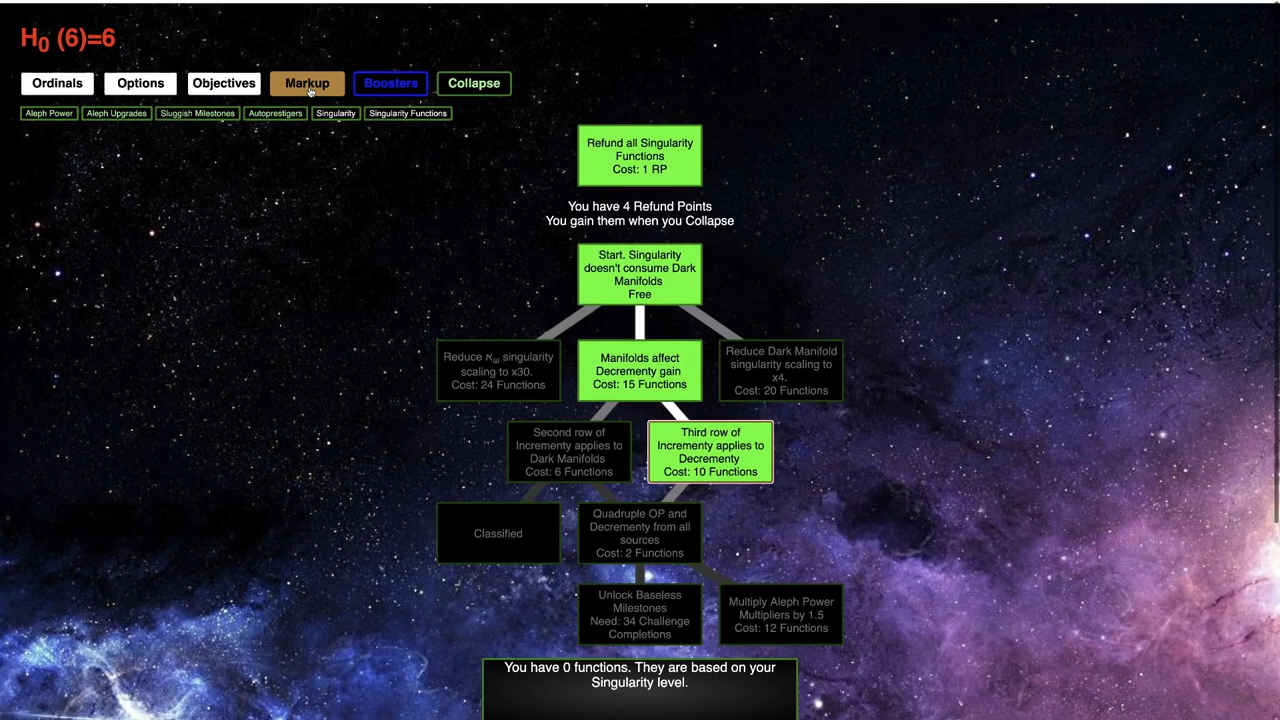 H₀ (6)=6
Ordinals
Options
Objectives
Markup
Boosters
Collapse
Aleph Power
Aleph Upgrades
Sluggish Milestones
Autoprestigers
Singularity
Singularity Functions
Refund all Singularity
Functions
Cost: 1 RP
You have 4 Refund Points
You gain them when you Collapse
Start. Singularity
doesn't consume Dark
Manifolds
Free
Reduce ℵω singularity
scaling to x30.
Cost: 24 Functions
Manifolds affect
Decrementy gain
Cost: 15 Functions
Reduce Dark Manifold
singularity scaling to
x4.
Cost: 20 Functions
Second row of
Incrementy applies to
Dark Manifolds
Cost: 6 Functions
Third row of
Incrementy applies to
Decrementy
Cost: 10 Functions
Classified
Quadruple OP and
Decrementy from all
sources
Cost: 2 Functions
Unlock Baseless
Milestones
Need: 34 Challenge
Completions
Multiply Aleph Power
Multipliers by 1.5
Cost: 12 Functions
You have 0 functions. They are based on your
Singularity level.